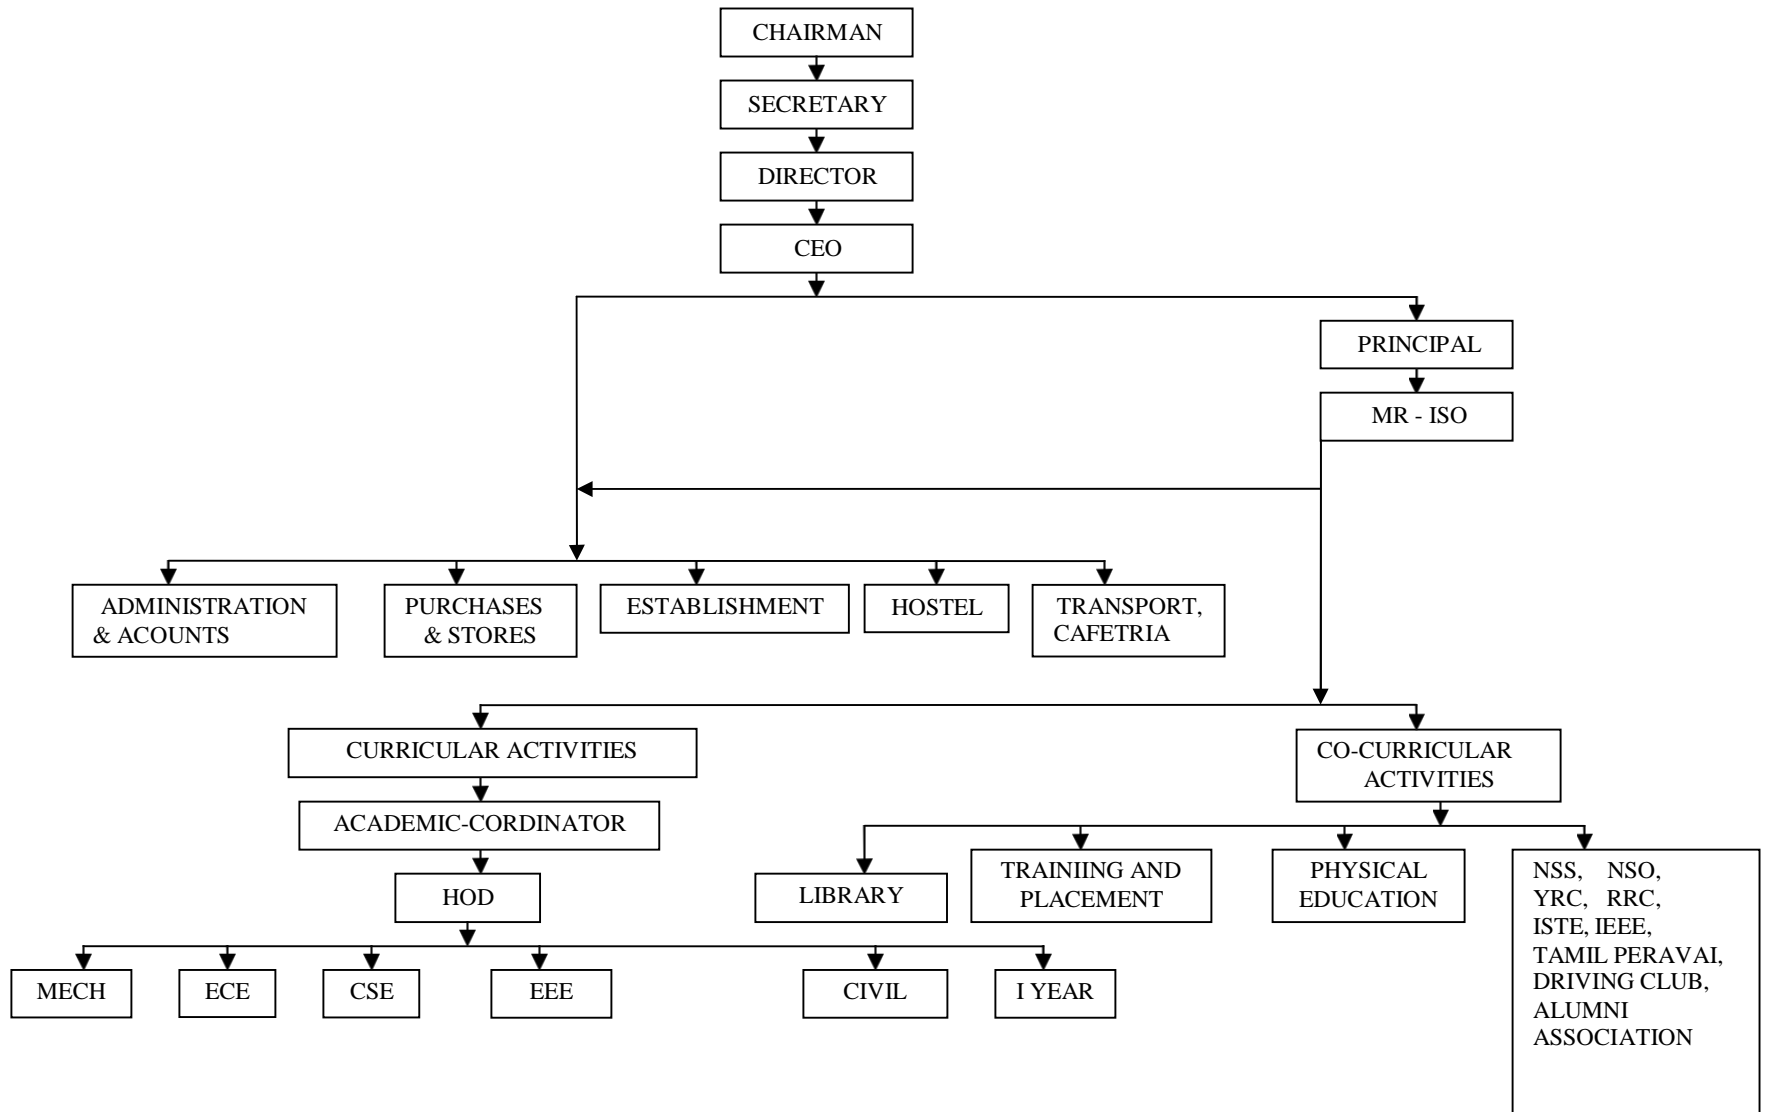 CHAIRMAN
SECRETARY
DIRECTOR
CEO
PRINCIPAL
MR - ISO
ADMINISTRATION
& ACOUNTS
PURCHASES
& STORES
ESTABLISHMENT
HOSTEL
TRANSPORT,
CAFETRIA
CURRICULAR ACTIVITIES
CO-CURRICULAR
ACTIVITIES
ACADEMIC-CORDINATOR
HOD
LIBRARY
TRAINIING AND
PLACEMENT
PHYSICAL
EDUCATION
NSS, NSO,
YRC, RRC,
ISTE, IEEE,
TAMIL PERAVAI,
DRIVING CLUB,
ALUMNI
ASSOCIATION
MECH
ECE
CSE
EEE
CIVIL
I YEAR